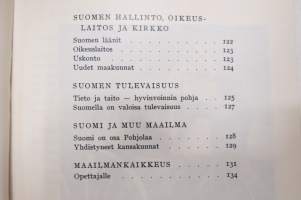 SUOMEN HALLINTO, OIKEUS-
LAITOS JA KIRKKO
Suomen läänit . . . . . . . . . 122
Oikeuslaitos . . . . . . . . . 123
Uskonto . . . . . . . . . 123
Uudet maakunnat . . . . . . . . . 124
SUOMEN TULEVAISUUS
Tieto ja taito — hyvinvoinnin pohja . . . 125
Suomella on valoisa tulevaisuus . . . . 127
SUOMI JA MUU MAAILMA
Suomi on osa Pohjolaa . . . . . . 128
Yhdistyneet kansakunnat . . . . . . 129
MAAILMANKAIKKEUS . . . . . . 131
Opettajalle . . . . . . . . . 134